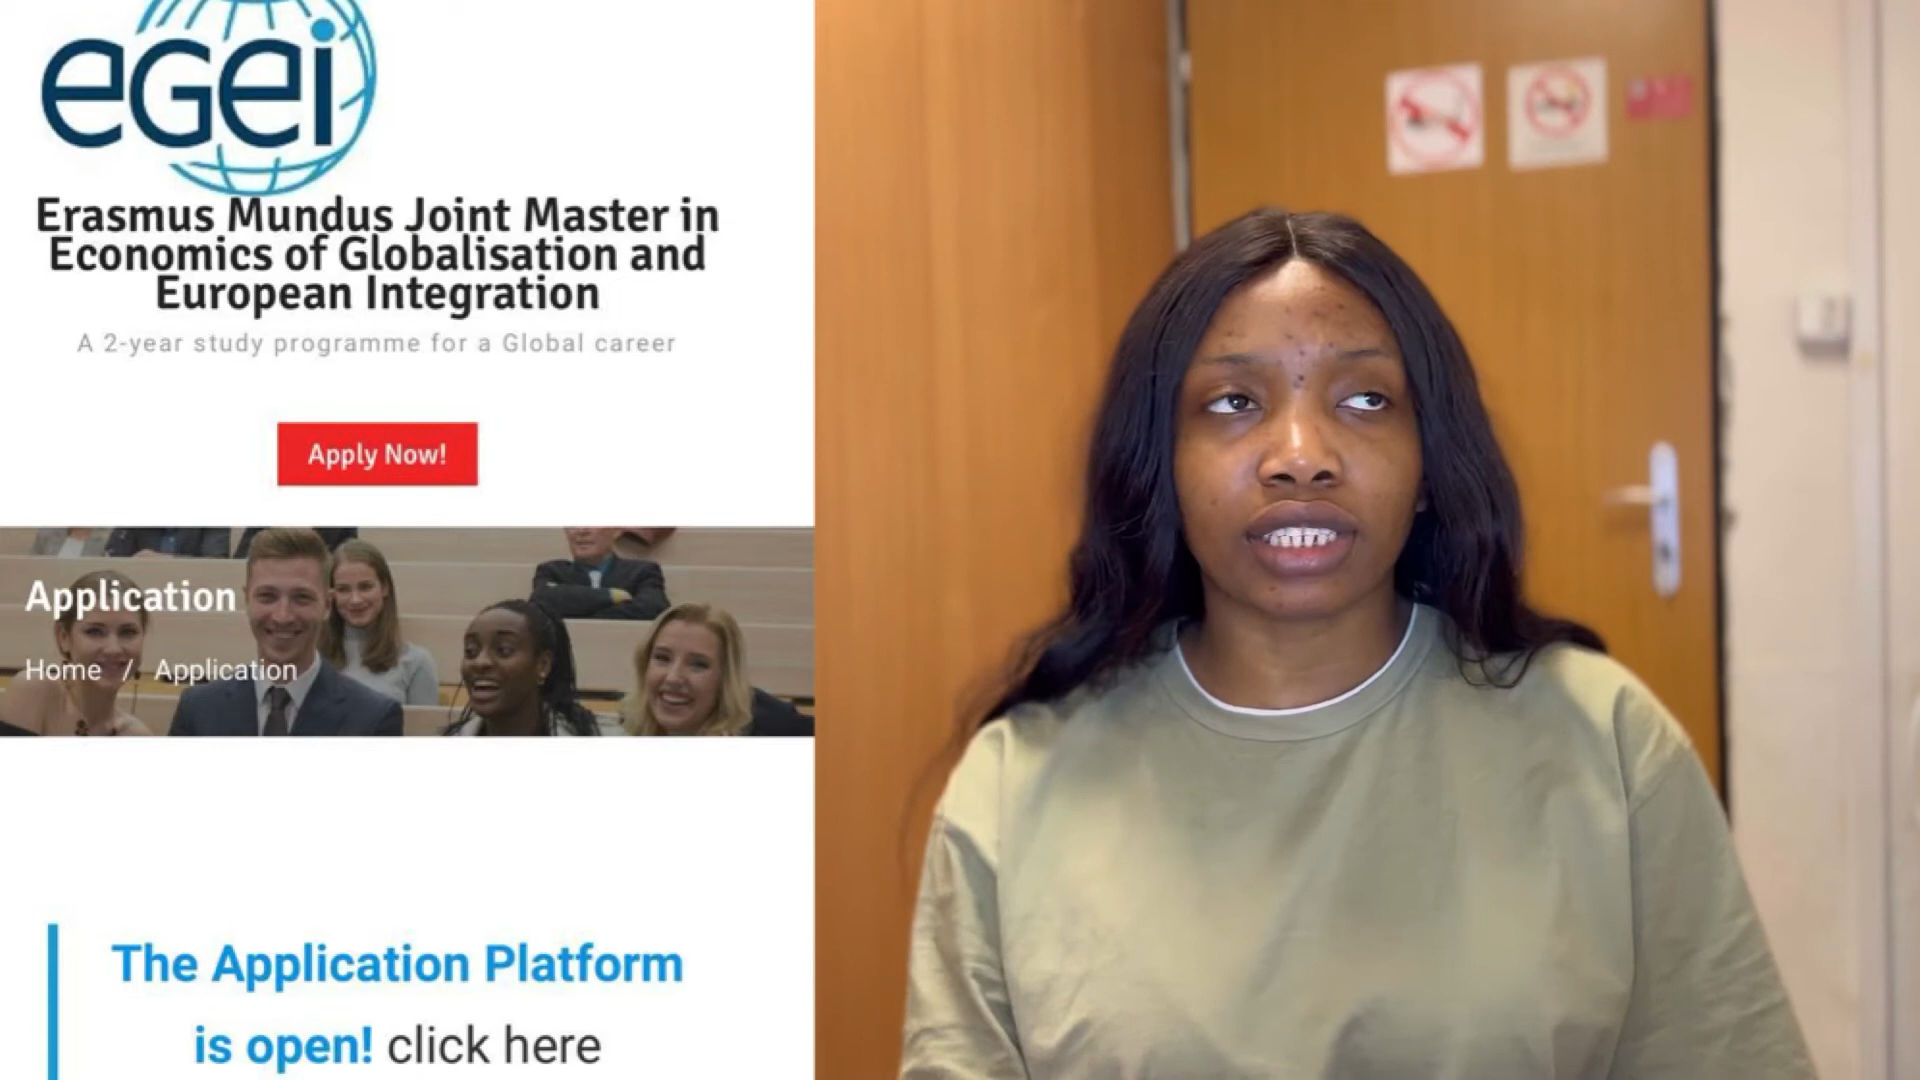 egei
Erasmus Mundus Joint Master in
Economics of Globalisation and
European Integration
A 2-year study programme for a Global career
Apply Now!
Application
Home / Application
The Application Platform
is open! click here